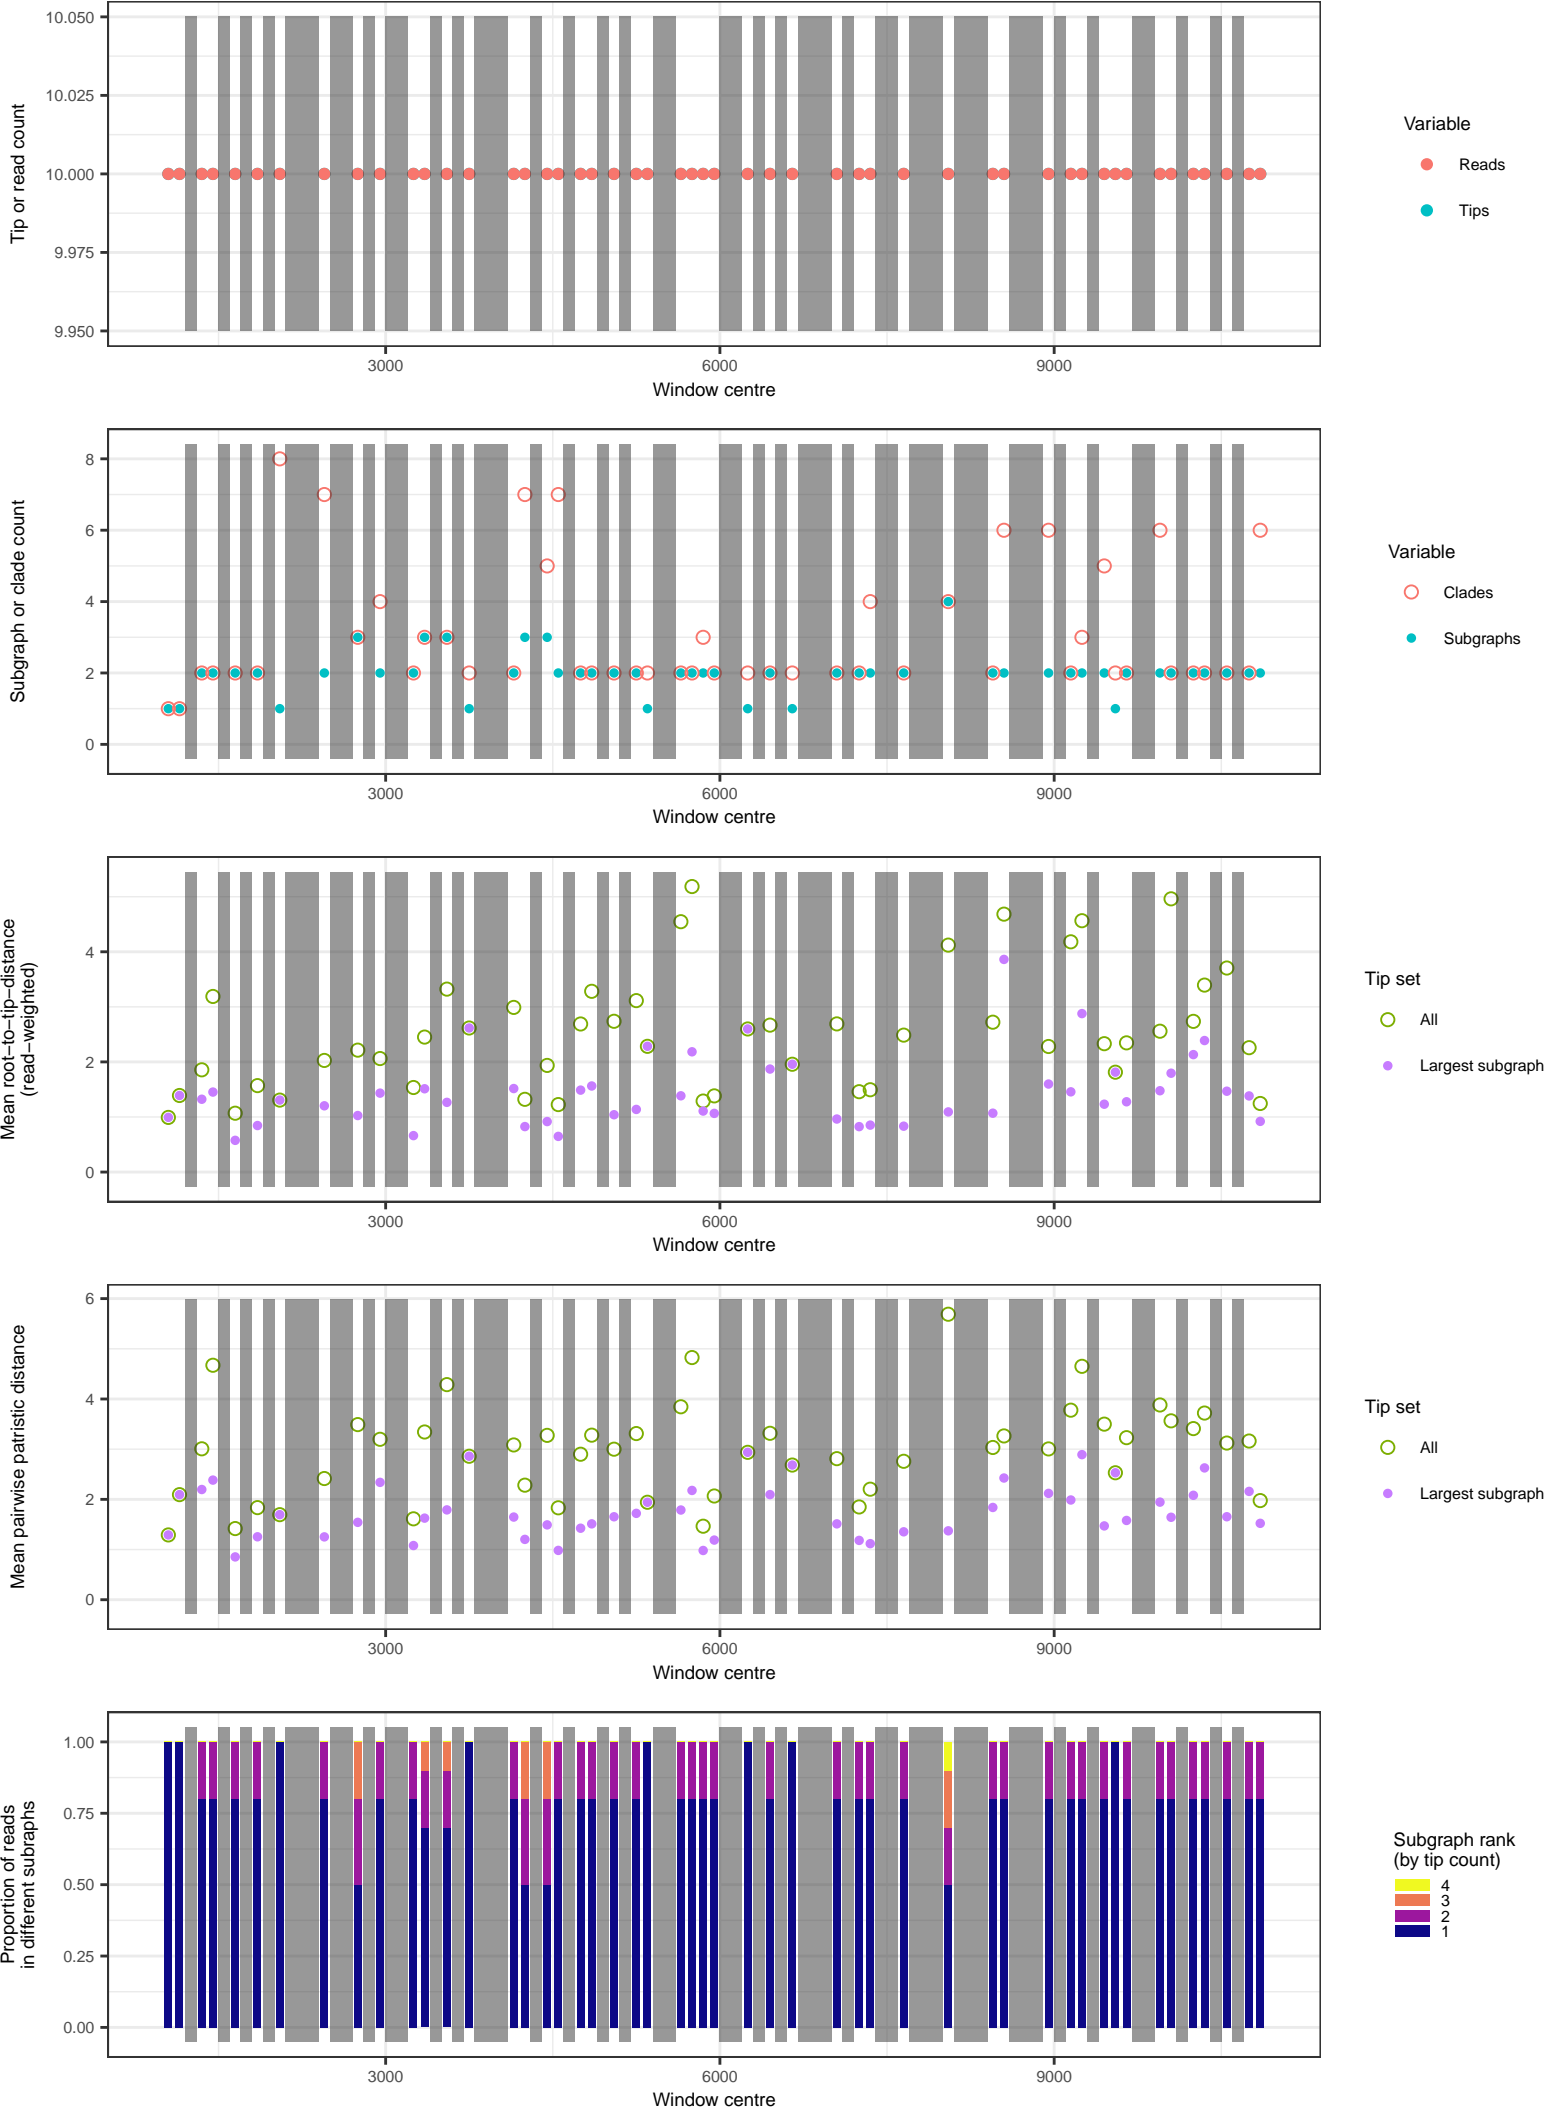 10.050
10.025
10.000
9.975
9.950
Tip or read count
3000
6000
9000
Window centre
Variable
Reads
Tips
8
6
4
2
0
Subgraph or clade count
3000
6000
9000
Window centre
Variable
Clades
Subgraphs
4
2
0
Mean root−to−tip−distance
(read−weighted)
3000
6000
9000
Window centre
Tip set
All
Largest subgraph
6
4
2
0
Mean pairwise patristic distance
3000
6000
9000
Window centre
Tip set
All
Largest subgraph
1.00
0.75
0.50
0.25
0.00
Proportion of reads
in different subraphs
3000
6000
9000
Window centre
Subgraph rank
(by tip count)
4
3
2
1